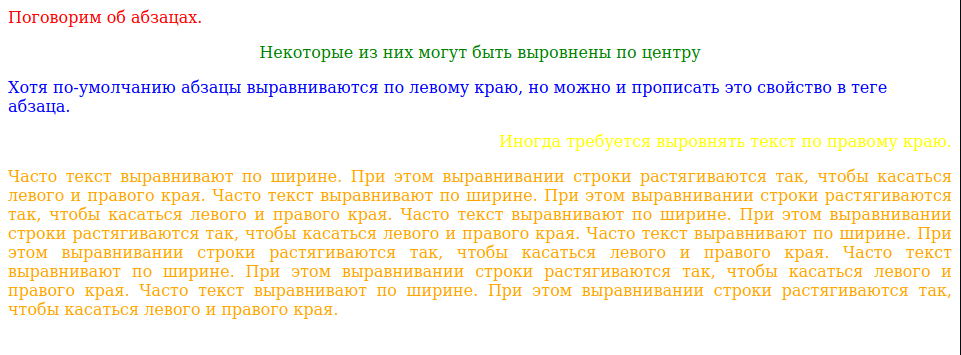 Поговорим об абзацах.
Некоторые из них могут быть выровнены по центру
Хотя по-умолчанию абзацы выравниваются по левому краю, но можно и прописать это свойство в теге
абзаца.
Иногда требуется выровнять текст по правому краю.
Часто текст выравнивают по ширине. При этом выравнивании строки растягиваются так, чтобы касаться
левого и правого края. Часто текст выравнивают по ширине. При этом выравнивании строки растягиваются
так, чтобы касаться левого и правого края. Часто текст выравнивают по ширине. При этом выравнивании
строки растягиваются так, чтобы касаться левого и правого края. Часто текст выравнивают по ширине. При
этом выравнивании строки растягиваются так, чтобы касаться левого и правого края. Часто текст
выравнивают по ширине. При этом выравнивании строки растягиваются так, чтобы касаться левого и
правого края. Часто текст выравнивают по ширине. При этом выравнивании строки растягиваются так,
чтобы касаться левого и правого края.